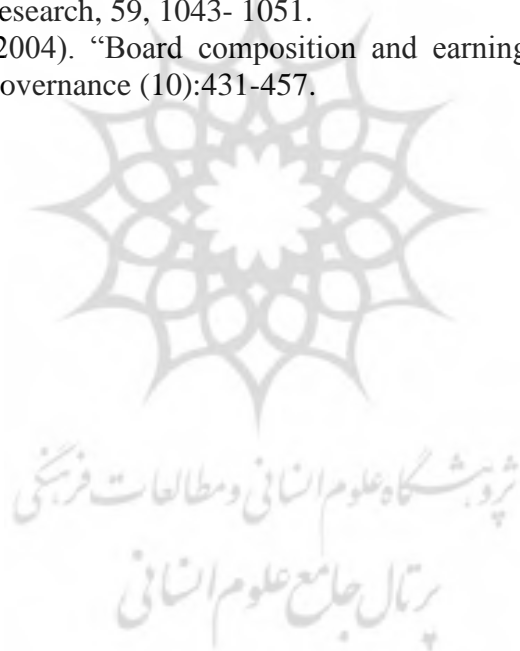 esearch, 59, 1043- 1051.
2004). “Board composition and earning
overnance (10):431-457.
پژوهشگاه علوم انسانی و مطالعات فرهنگی
پرتال جامع علوم انسانی